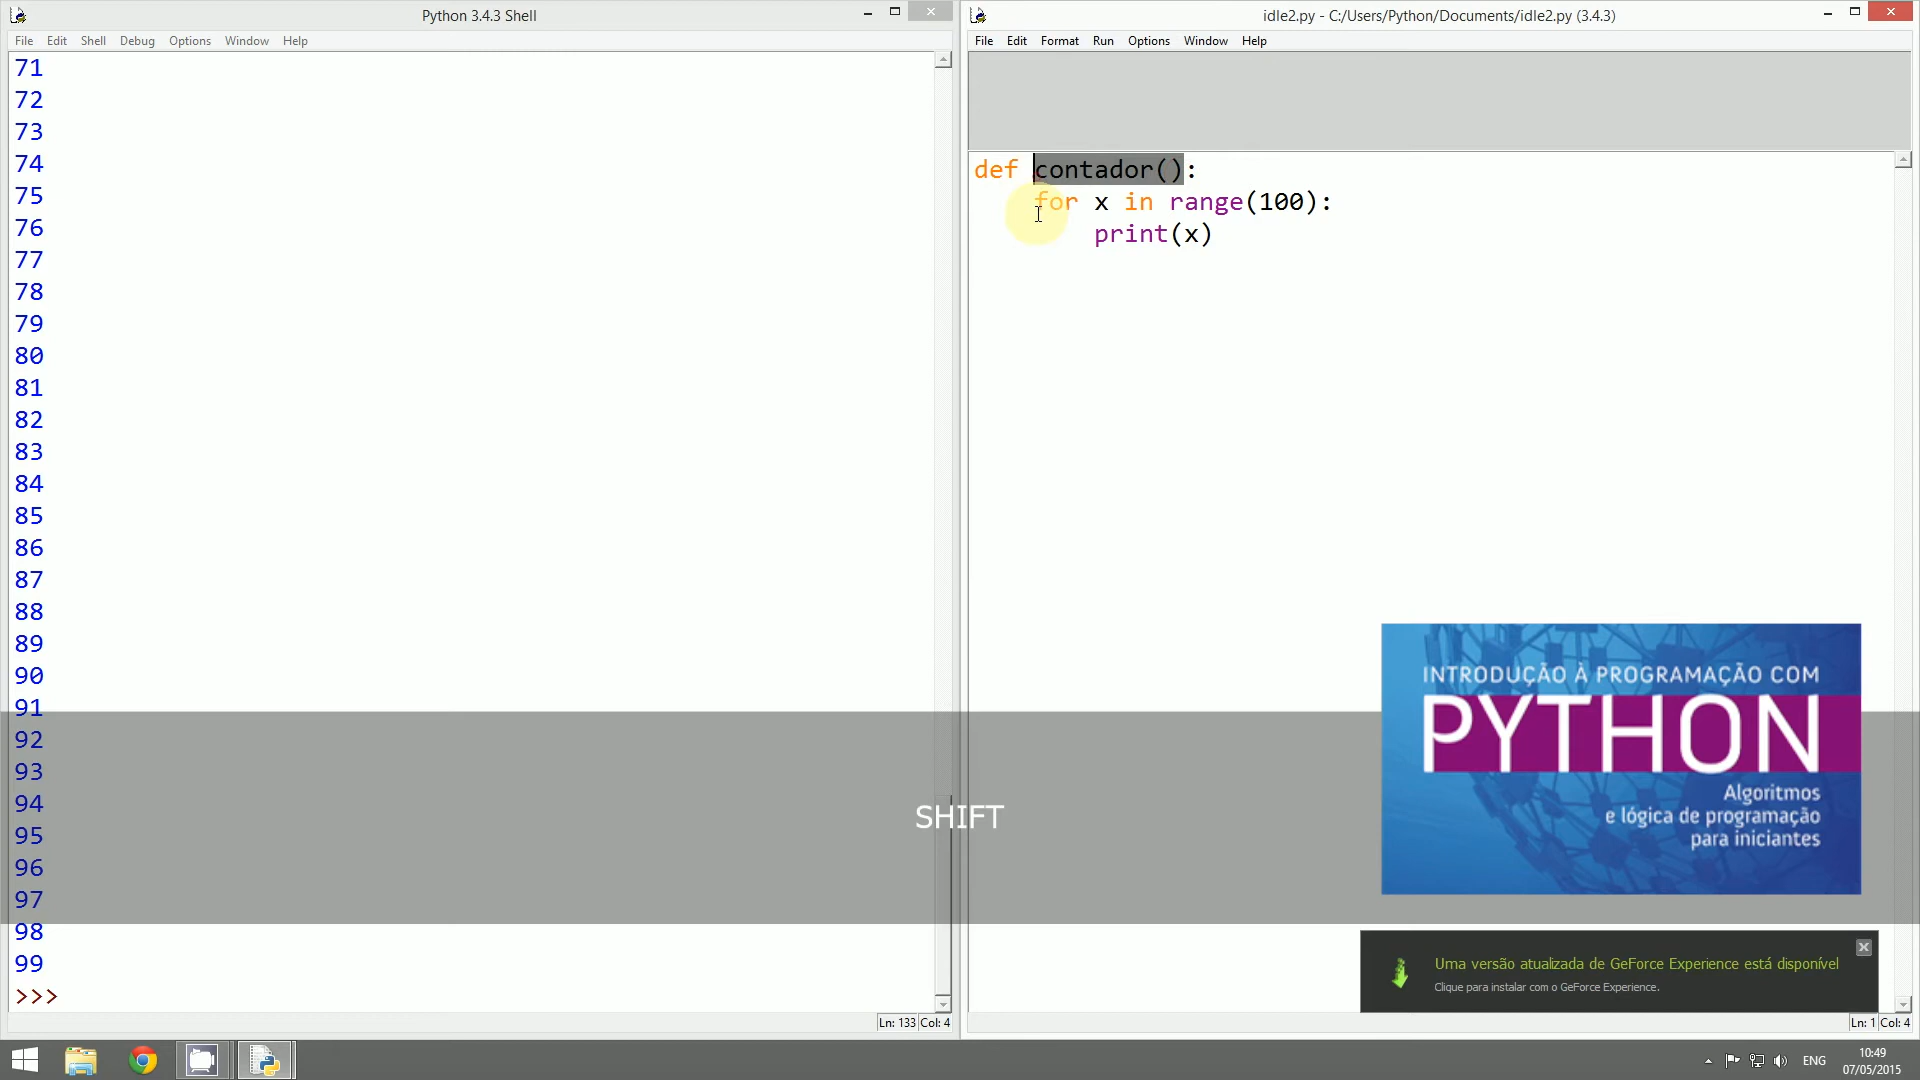 Python 3.4.3 Shell
File Edit Shell Debug Options Window Help
71
72
73
74
75
76
77
78
79
80
81
82
83
84
85
86
87
88
89
90
91
92
93
94
95
96
97
98
99
>>>
Ln: 133 Col: 4
idle2.py - C:/Users/Python/Documents/idle2.py (3.4.3)
File Edit Format Run Options Window Help
def contador():
for x in range(100):
print(x)
SHIFT
INTRODUÇÃO À PROGRAMAÇÃO COM
PYTHON
Algoritmos
e lógica de programação
para iniciantes
Uma versão atualizada de GeForce Experience está disponível
Clique para instalar com o GeForce Experience.
Ln: 1 Col: 4
ENG
10:49
07/05/2015